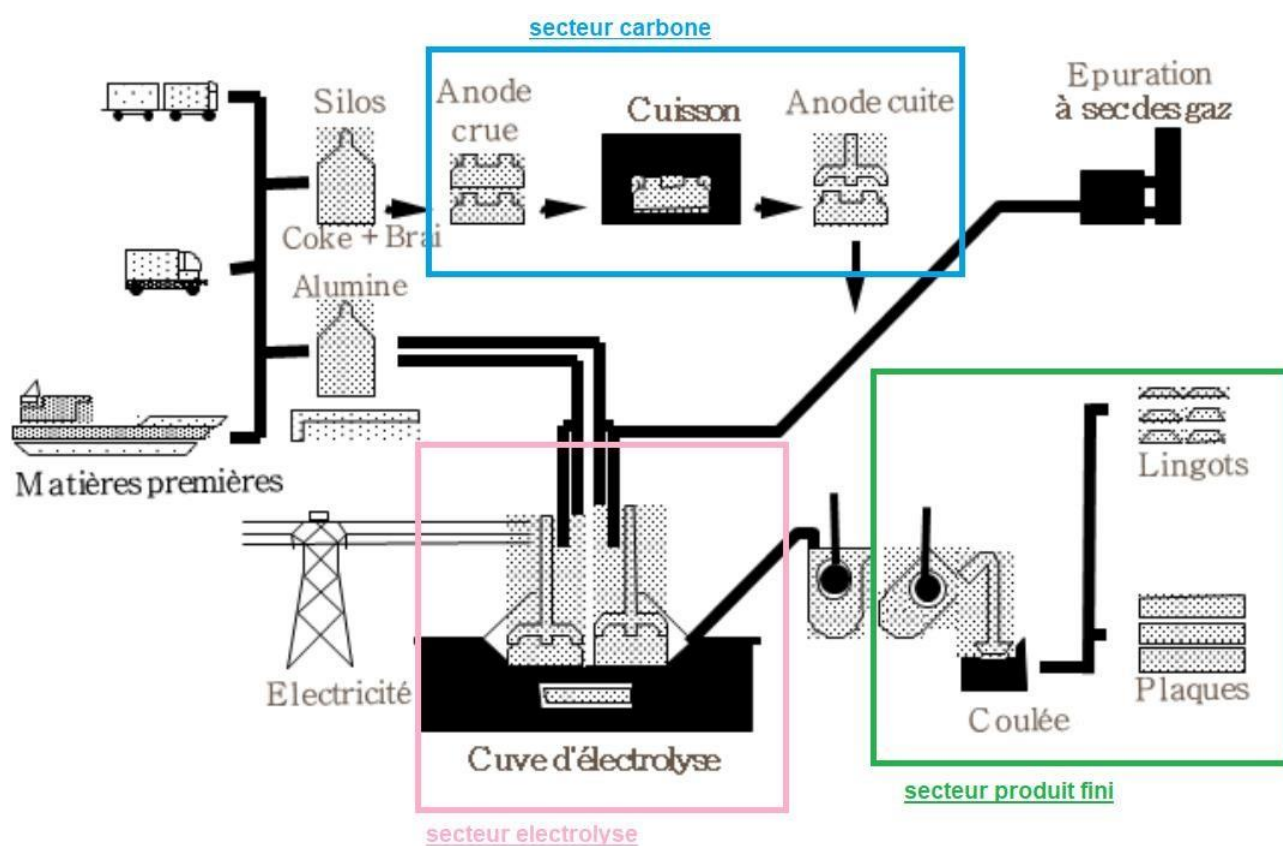 secteur carbone
Silos
Coke + Brai
Anode
crue
Cuisson
Anode cuite
Epuration
à sec des gaz
Alumine
Matières premières
Electricité
Cuve d'électrolyse
Lingots
Plaques
Coulée
secteur produit fini
secteur electrolyse